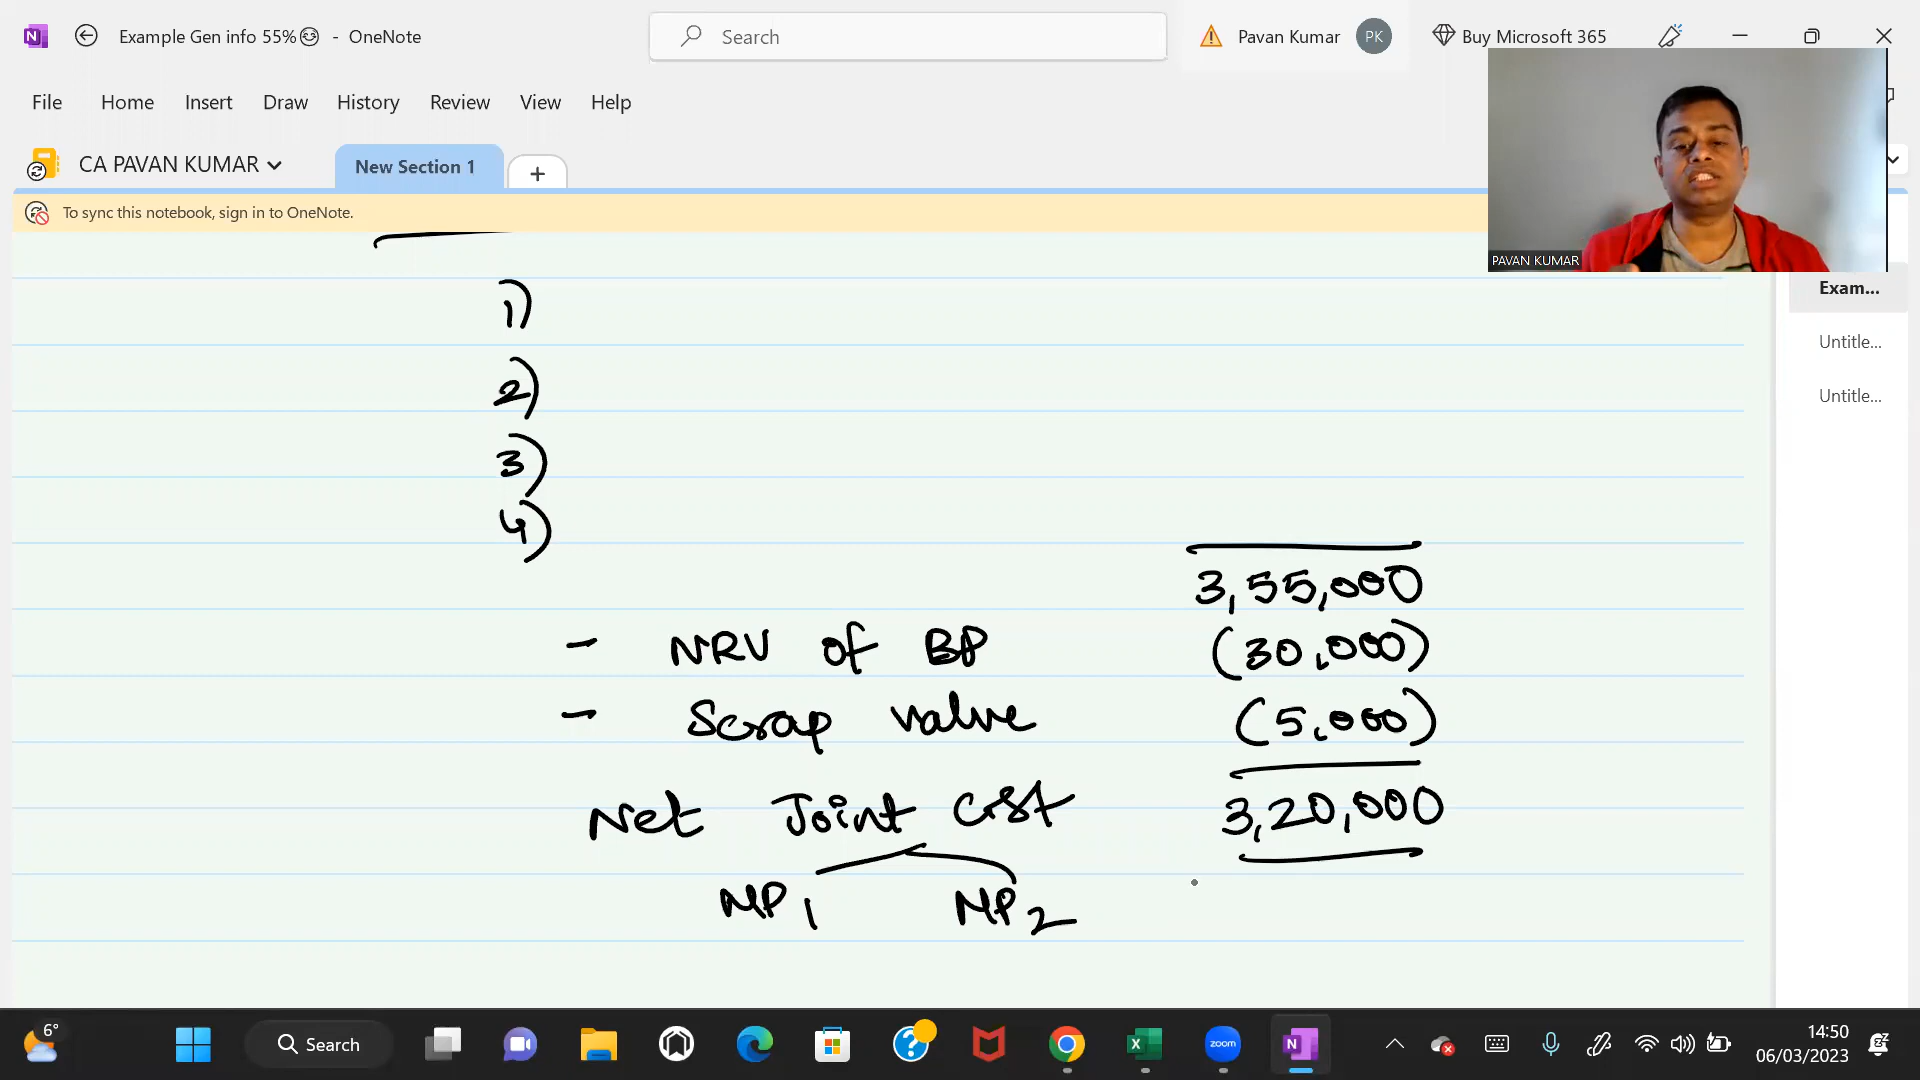 Example Gen info 55%😊 - OneNote
Search
Pavan Kumar PK
Buy Microsoft 365
File Home Insert Draw History Review View Help
CA PAVAN KUMAR
New Section 1
+
To sync this notebook, sign in to OneNote.
PAVAN KUMAR
Exam...
Untitle...
Untitle...
1)
2)
3)
4)
3,55,000
- NRV of BP (30,000)
- Scrap value (5,000)
Net Joint Cost 3,20,000
MP1 MP2
6°
Search
zoom
14:50
06/03/2023